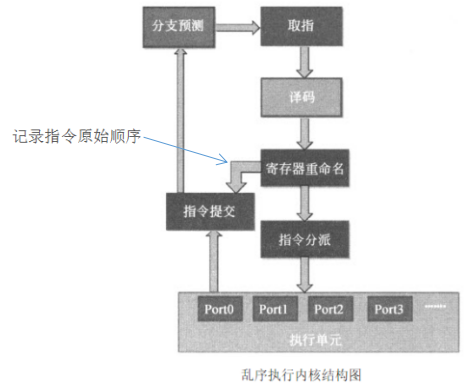 分支预测
取指
译码
记录指令原始顺序
寄存器重命名
指令提交
指令分派
Port0 Port1 Port2 Port3 ······
执行单元
乱序执行内核结构图